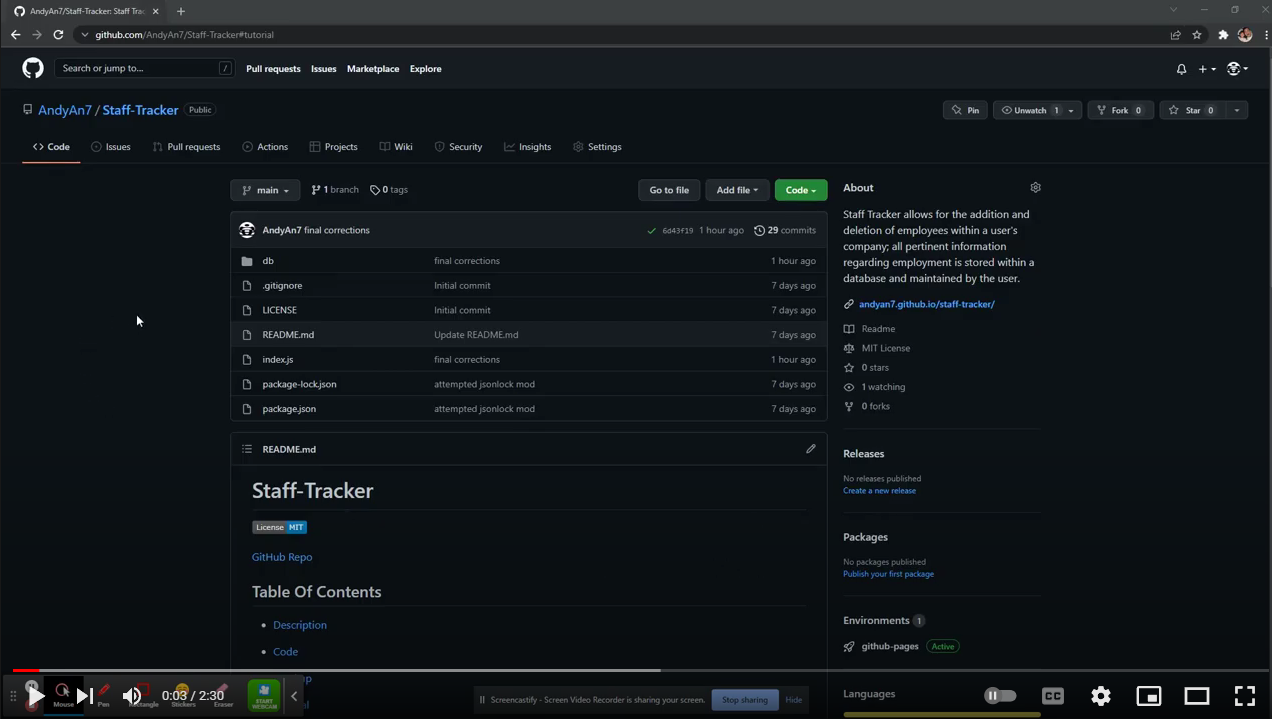 AndyAn7/Staff-Tracker: Staff Trac
github.com/AndyAn7/Staff-Tracker#tutorial
Search or jump to... / Pull requests Issues Marketplace Explore
AndyAn7 / Staff-Tracker Public Pin Unwatch 1 Fork 0 Star 0
Code Issues Pull requests Actions Projects Wiki Security Insights Settings
main 1 branch 0 tags Go to file Add file Code
AndyAn7 final corrections 6d43f19 1 hour ago 29 commits
db final corrections 1 hour ago
.gitignore Initial commit 7 days ago
LICENSE Initial commit 7 days ago
README.md Update README.md 7 days ago
index.js final corrections 1 hour ago
package-lock.json attempted jsonlock mod 7 days ago
package.json attempted jsonlock mod 7 days ago
README.md
Staff-Tracker
License MIT
GitHub Repo
Table Of Contents
Description
Code
About
Staff Tracker allows for the addition and
deletion of employees within a user's
company; all pertinent information
regarding employment is stored within a
database and maintained by the user.
andyan7.github.io/staff-tracker/
Readme
MIT License
0 stars
1 watching
0 forks
Releases
No releases published
Create a new release
Packages
No packages published
Publish your first package
Environments 1
github-pages Active
Languages
Mouse Pen Rectangle Stickers Eraser START WEBCAM
0:03 / 2:30
Screencastify - Screen Video Recorder is sharing your screen. Stop sharing Hide
CC